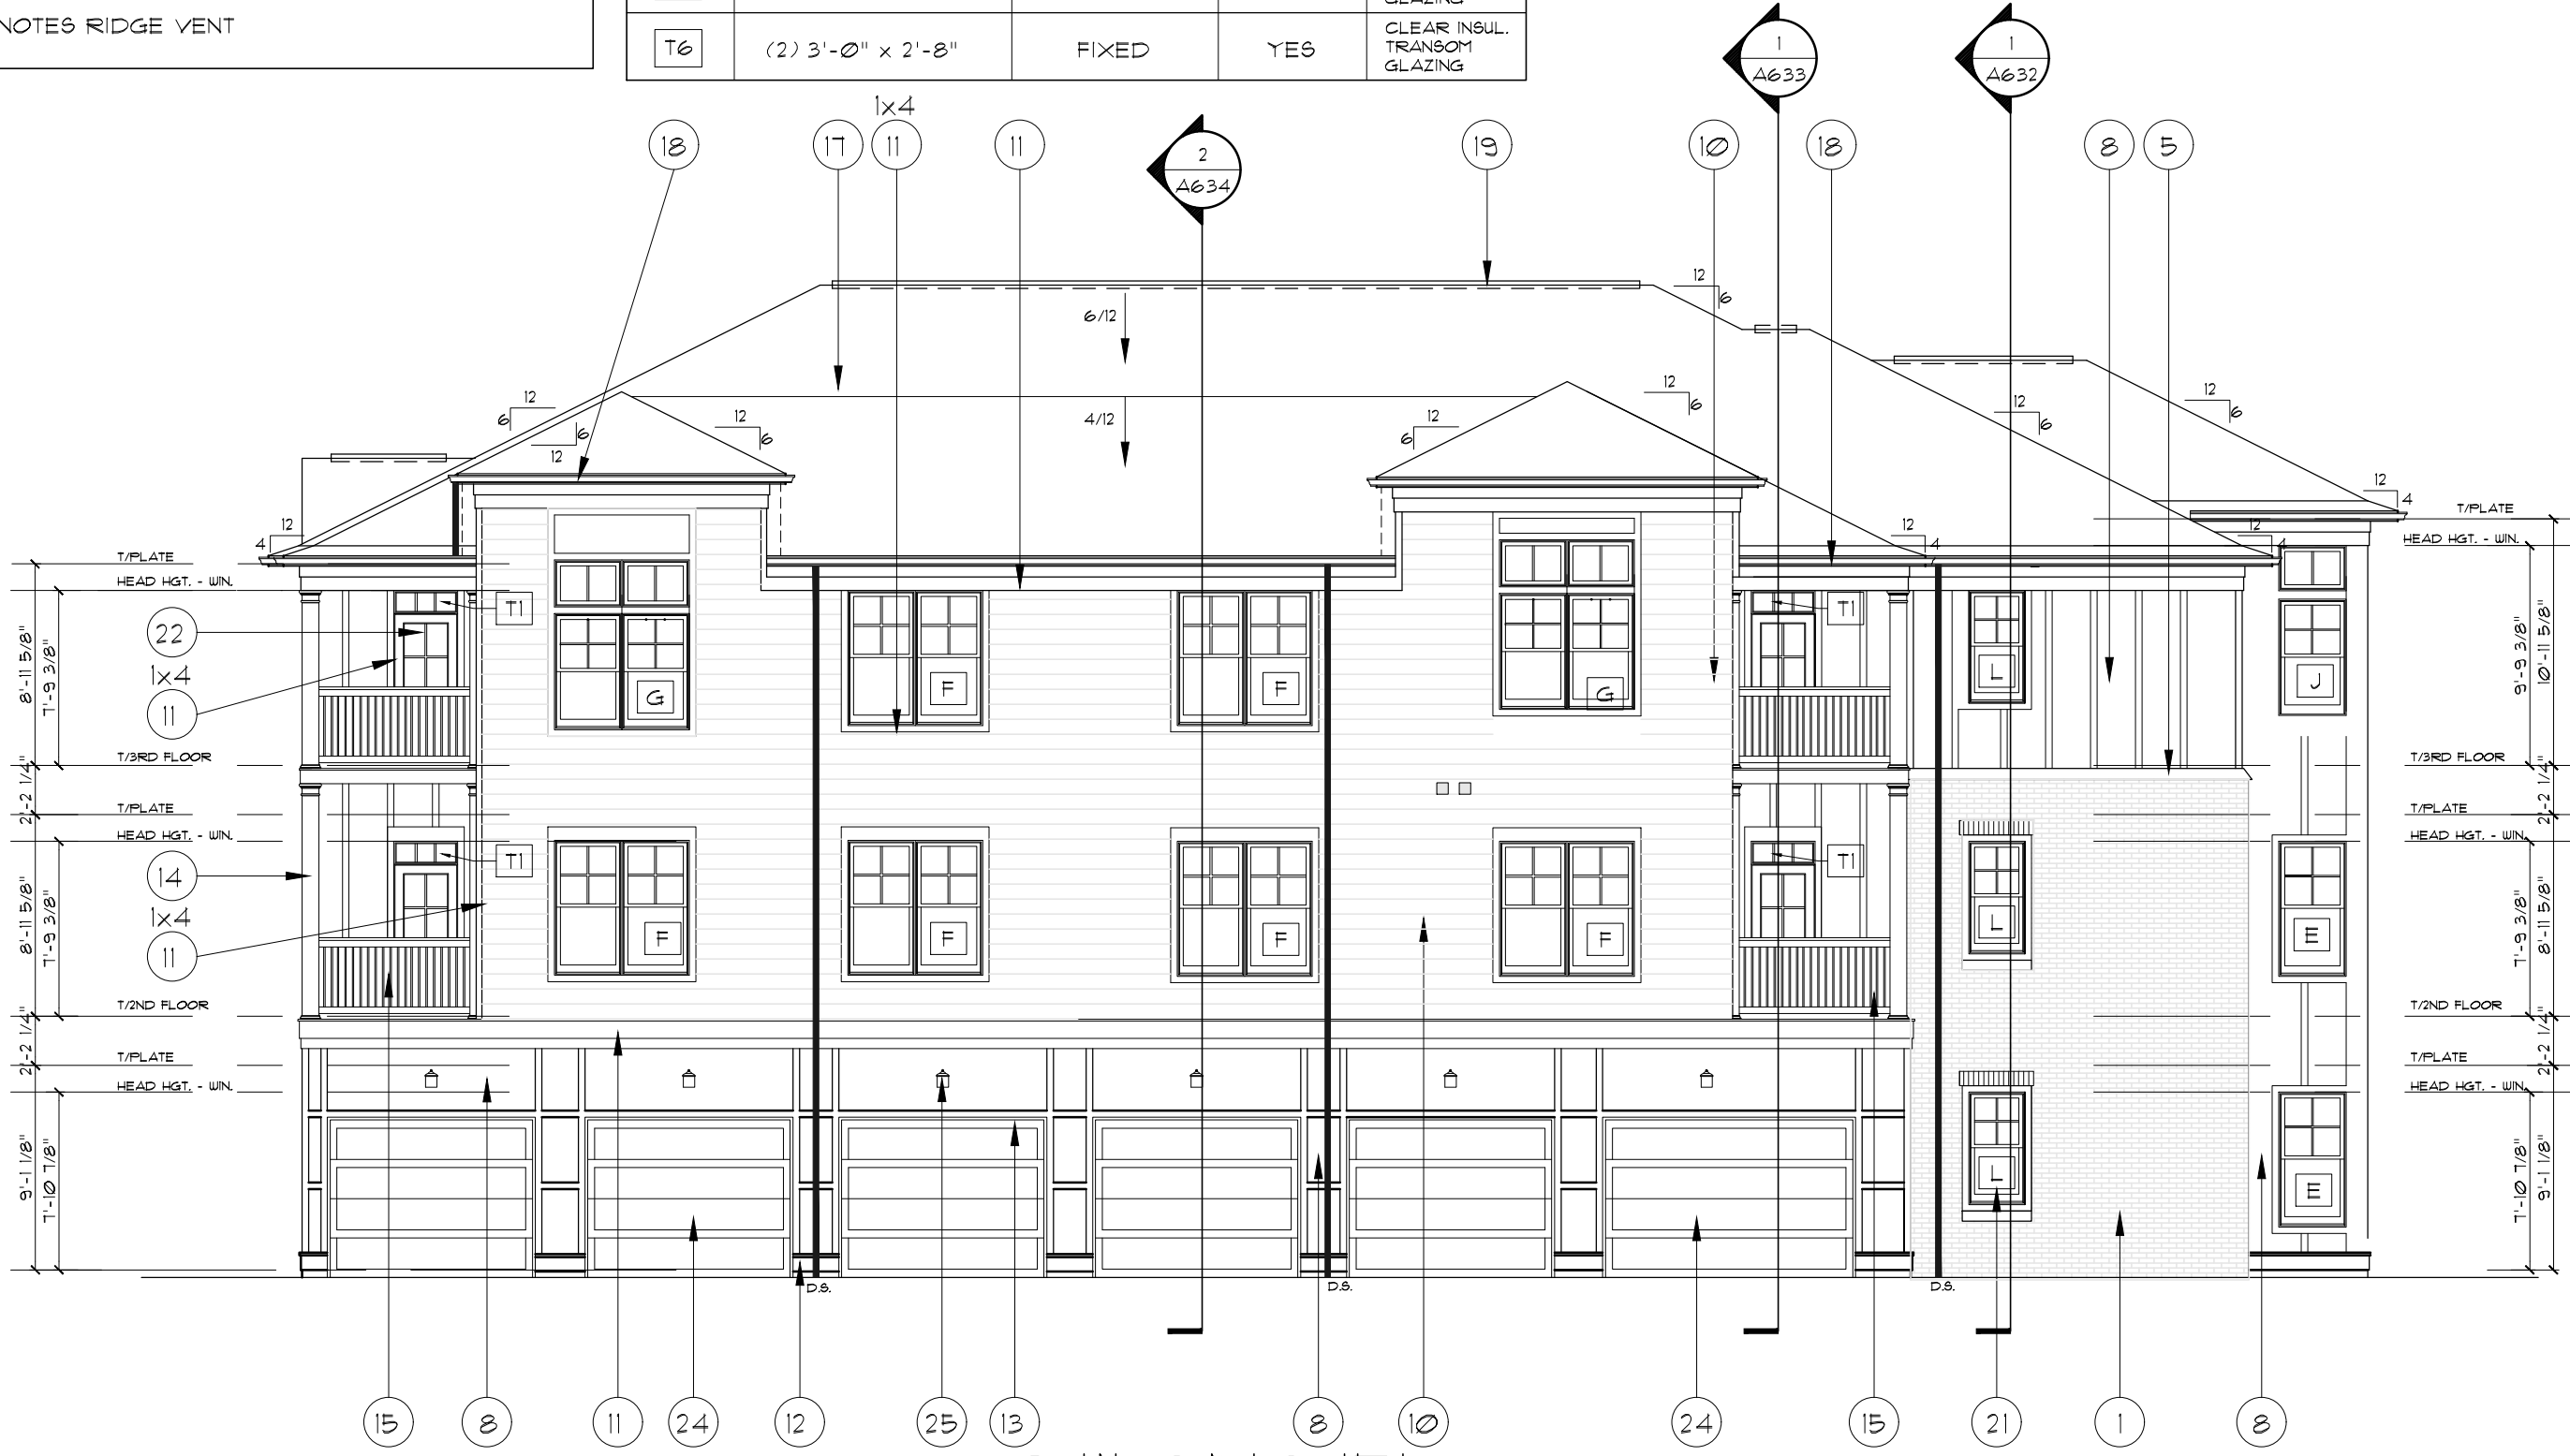 NOTES RIDGE VENT
GLAZING
T6 (2) 3'-0" x 2'-8" FIXED YES CLEAR INSUL.
TRANSOM
GLAZING
1
A633
1
A632
1x4
18 17 11 11 19 10 18 8 5
2
A634
12
6
6/12
12
6
12
6
4/12
12
6
12
6
12
6
12
6
12
6
12
6
12
4
12
4
12
4
12
4
T/PLATE
HEAD HGT. - WIN.
T/PLATE
HEAD HGT. - WIN.
22
1x4
11
T1
G
F
F
G
T1
L
J
8'-11 5/8"
7'-9 3/8"
9'-9 3/8"
10'-11 5/8"
T/3RD FLOOR
T/3RD FLOOR
2'-2 1/4"
2'-2 1/4"
T/PLATE
HEAD HGT. - WIN.
T/PLATE
HEAD HGT. - WIN.
14
1x4
11
T1
F
F
F
F
T1
L
E
8'-11 5/8"
7'-9 3/8"
7'-9 3/8"
8'-11 5/8"
T/2ND FLOOR
T/2ND FLOOR
2'-2 1/4"
2'-2 1/4"
T/PLATE
HEAD HGT. - WIN.
T/PLATE
HEAD HGT. - WIN.
9'-1 1/8"
7'-10 7/8"
L
E
7'-10 7/8"
9'-1 1/8"
D.S.
D.S.
D.S.
15 8 11 24 12 25 13 8 10 24 15 21 1 8